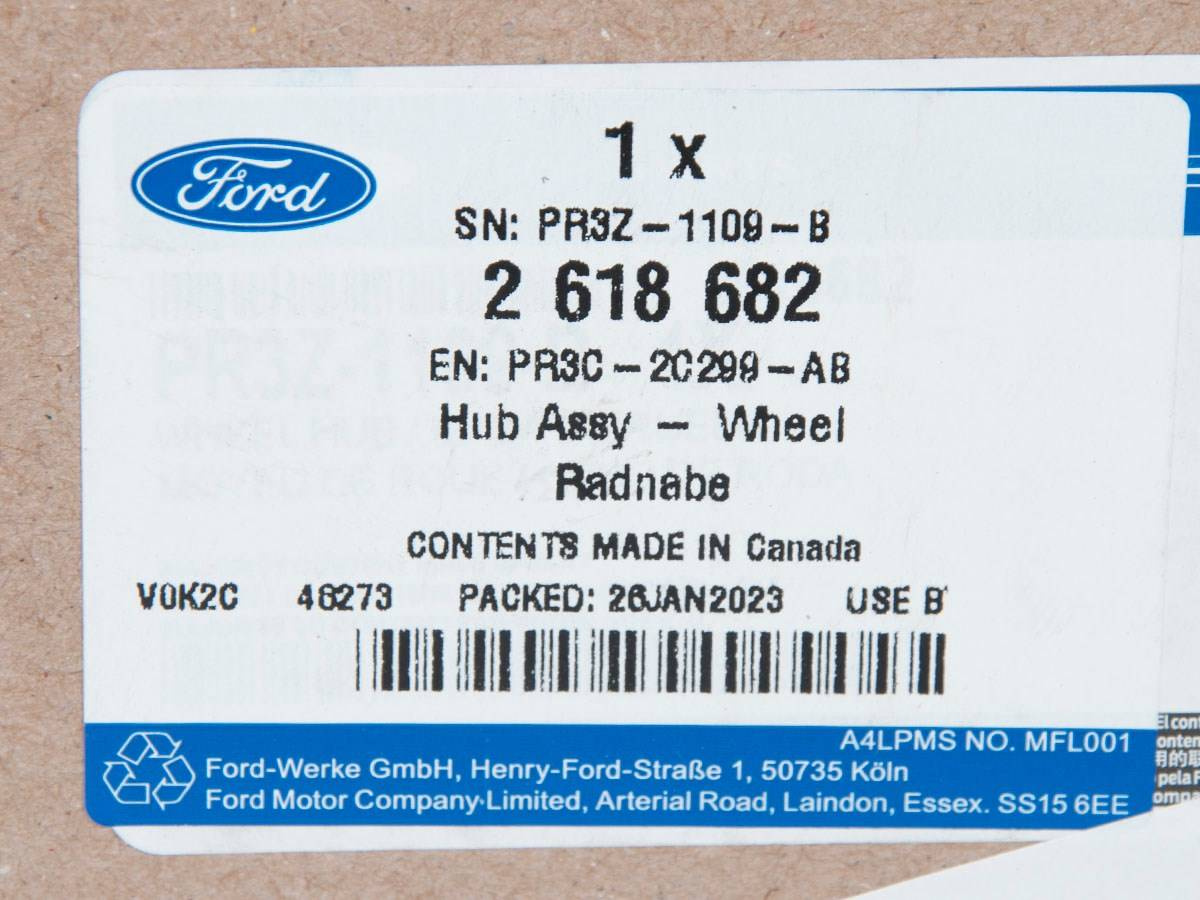 Ford
1 x
SN: PR3Z-1109-B
2 618 682
EN: PR3C-2C299-AB
Hub Assy - Wheel
Radnabe
CONTENTS MADE IN Canada
V0K2C 46273 PACKED: 26JAN2023 USE B
A4LPMS NO. MFL001
Ford-Werke GmbH, Henry-Ford-Straße 1, 50735 Köln
Ford Motor Company Limited, Arterial Road, Laindon, Essex. SS15 6EE